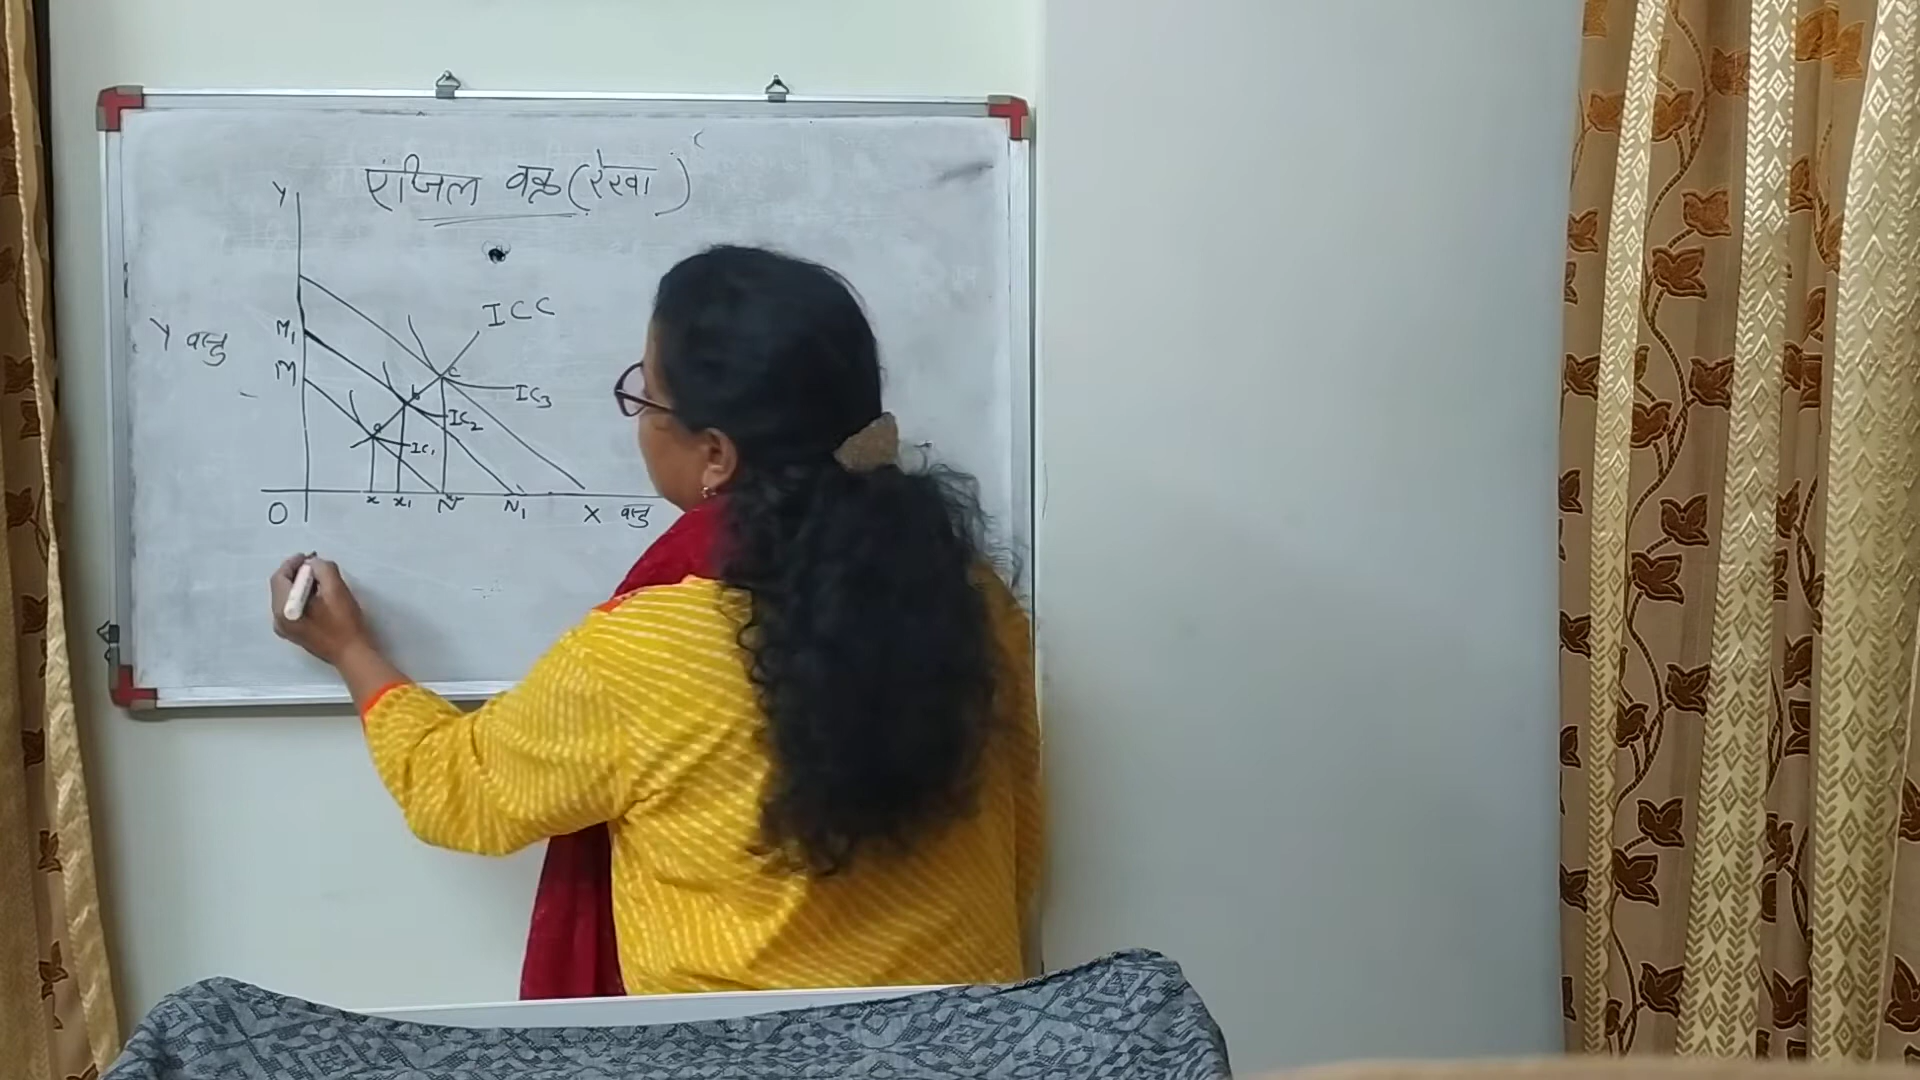 एंजिल वक्र (रेखा)
Y
ICC
M₁
Y वस्तु
M
C
IC₃
b
IC₂
a
IC₁
O
x
x₁
N
N₁
X वस्तु